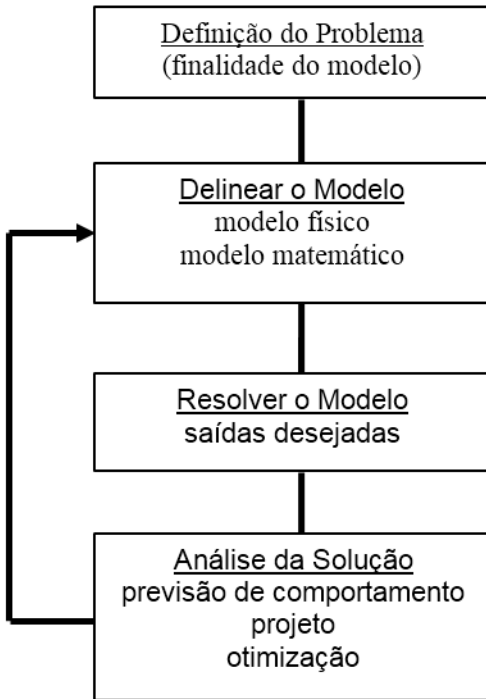 Definição do Problema
(finalidade do modelo)
Delinear o Modelo
modelo físico
modelo matemático
Resolver o Modelo
saídas desejadas
Análise da Solução
previsão de comportamento
projeto
otimização